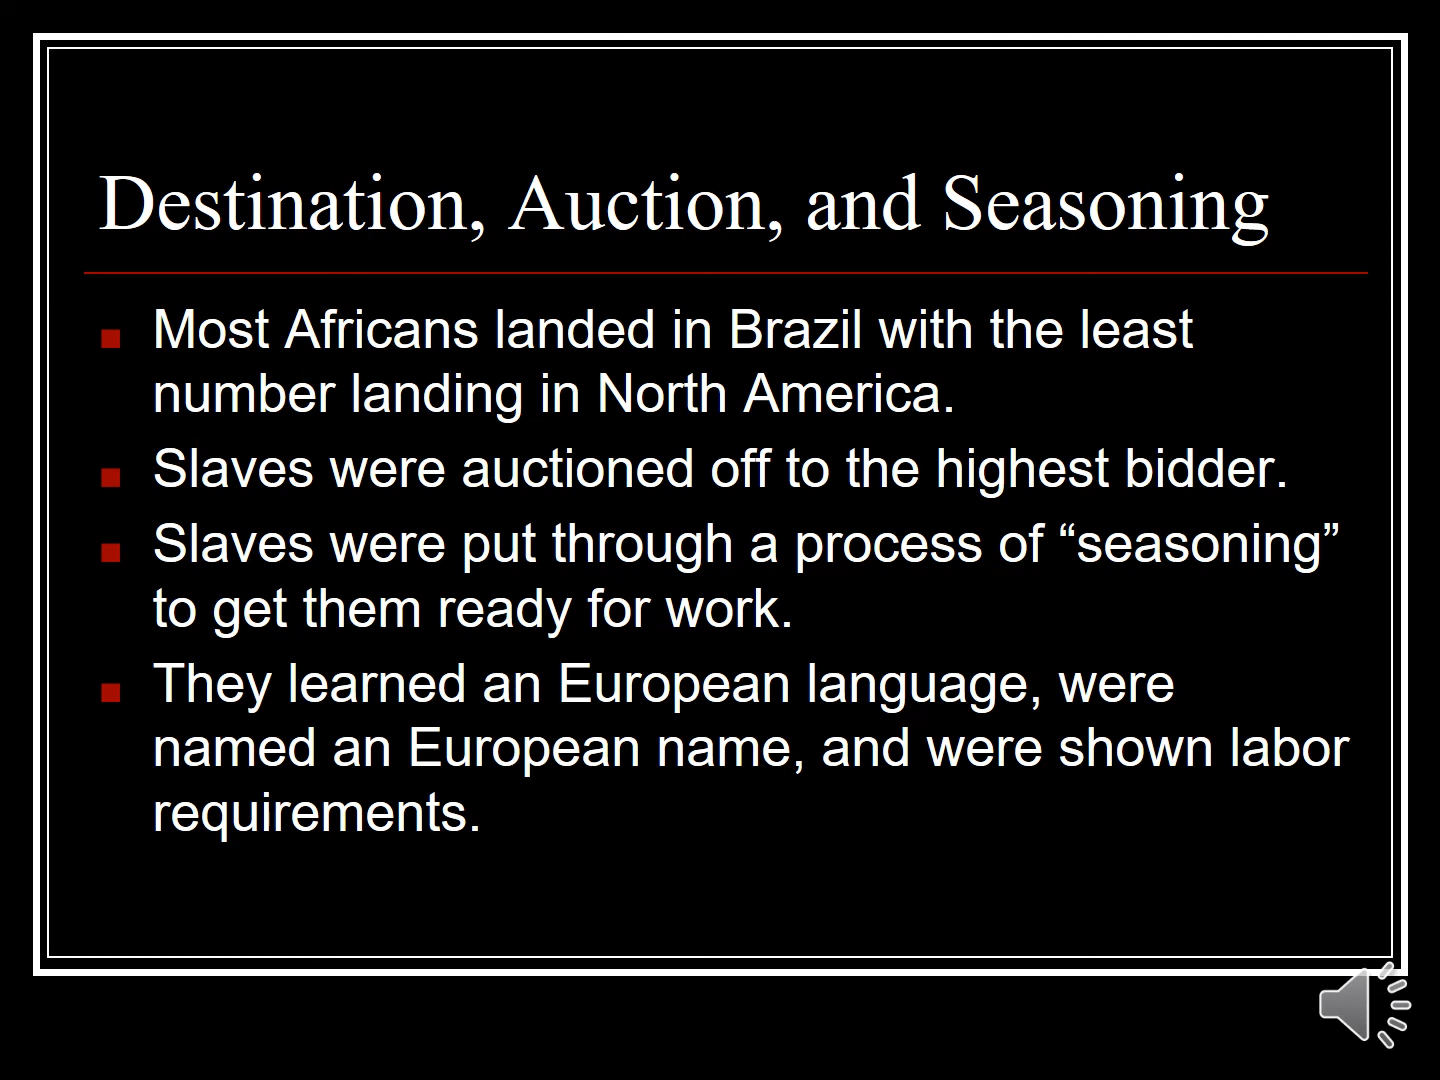 Destination, Auction, and Seasoning
Most Africans landed in Brazil with the least
number landing in North America.
Slaves were auctioned off to the highest bidder.
Slaves were put through a process of “seasoning”
to get them ready for work.
They learned an European language, were
named an European name, and were shown labor
requirements.